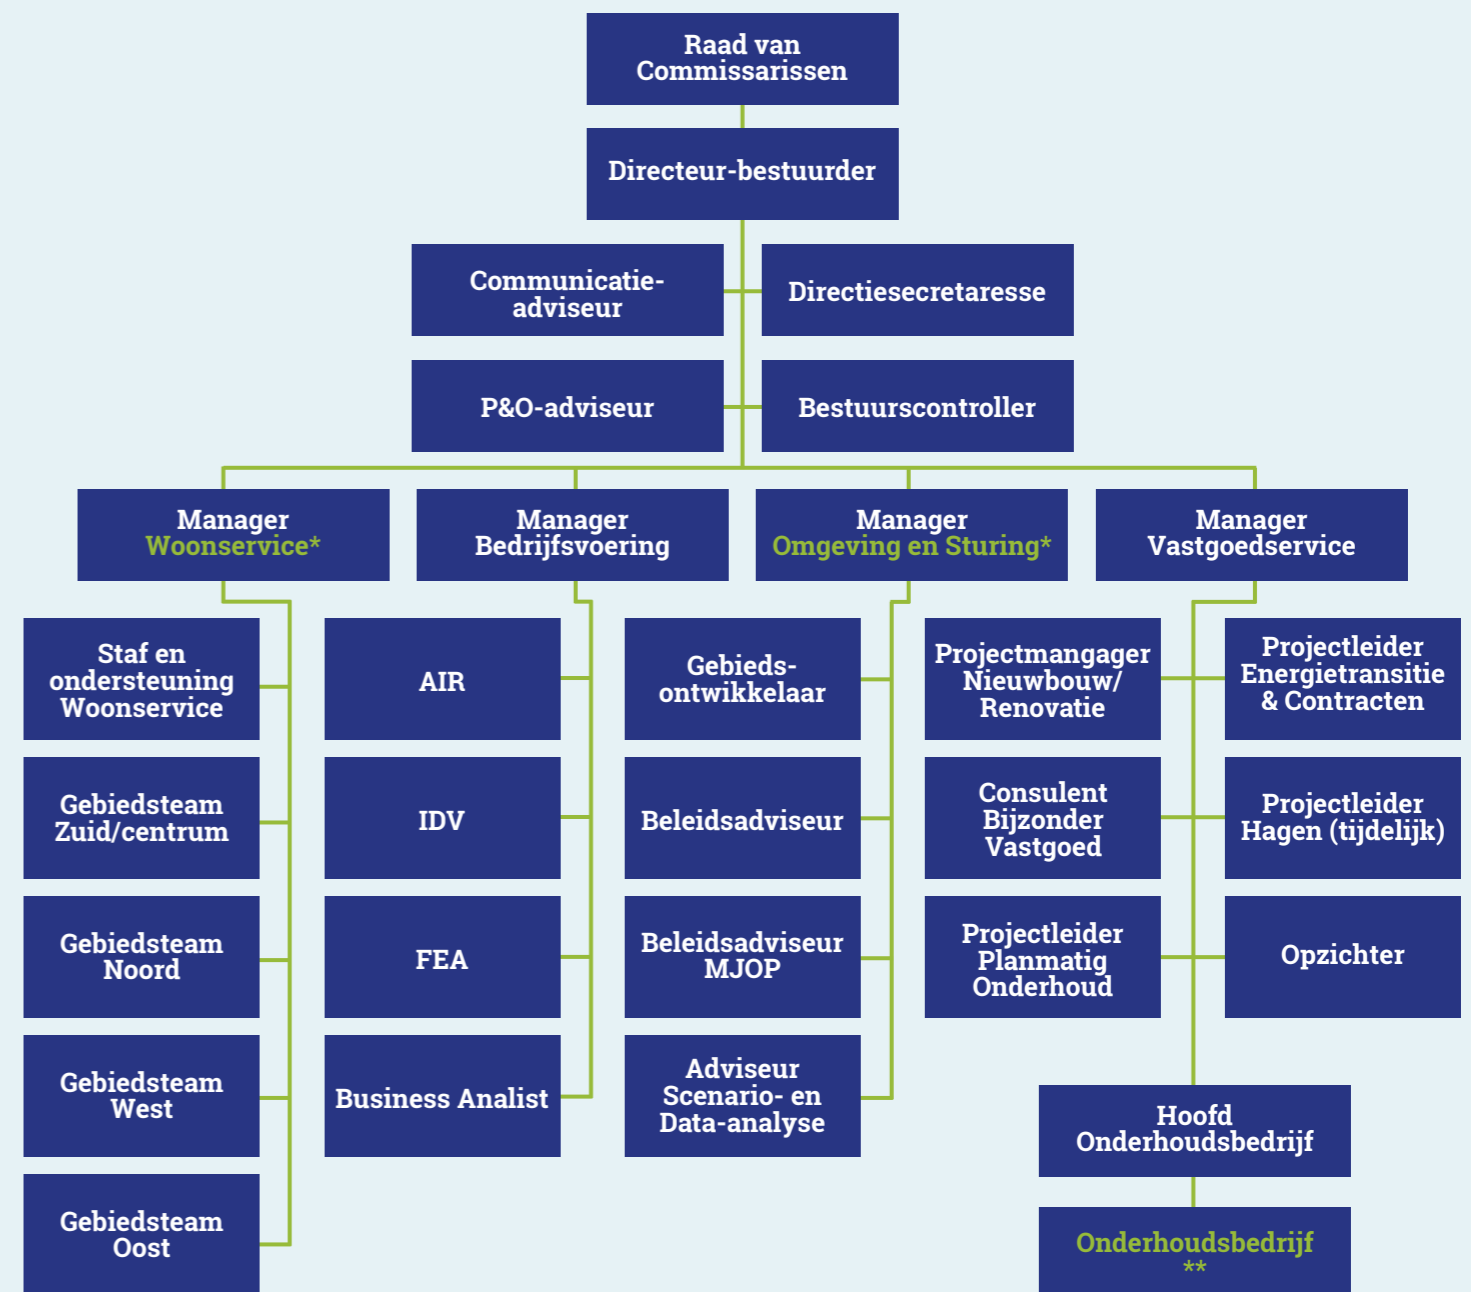 Raad van
Commissarissen
Directeur-bestuurder
Communicatie-
adviseur
Directiesecretaresse
P&O-adviseur
Bestuurscontroller
Manager
Woonservice*
Manager
Bedrijfsvoering
Manager
Omgeving en Sturing*
Manager
Vastgoedservice
Staf en
ondersteuning
Woonservice
Gebiedsteam
Zuid/centrum
Gebiedsteam
Noord
Gebiedsteam
West
Gebiedsteam
Oost
AIR
IDV
FEA
Business Analist
Gebieds-
ontwikkelaar
Beleidsadviseur
Beleidsadviseur
MJOP
Adviseur
Scenario- en
Data-analyse
Projectmangager
Nieuwbouw/
Renovatie
Projectleider
Energietransitie
& Contracten
Consulent
Bijzonder
Vastgoed
Projectleider
Hagen (tijdelijk)
Projectleider
Planmatig
Onderhoud
Opzichter
Hoofd
Onderhoudsbedrijf
Onderhoudsbedrijf
**